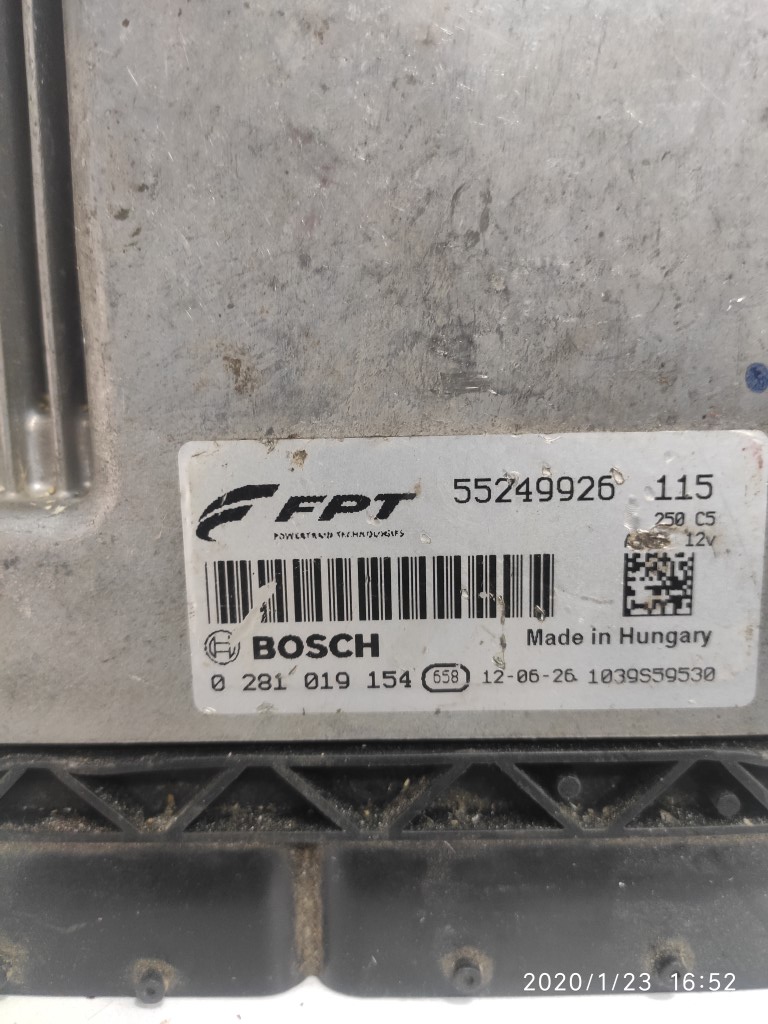 FPT 55249926 115
POWERTRAIN TECHNOLOGIES
250 C5
12v
BOSCH Made in Hungary
0 281 019 154 658 12-06-26 1039S59530
2020/1/23 16:52